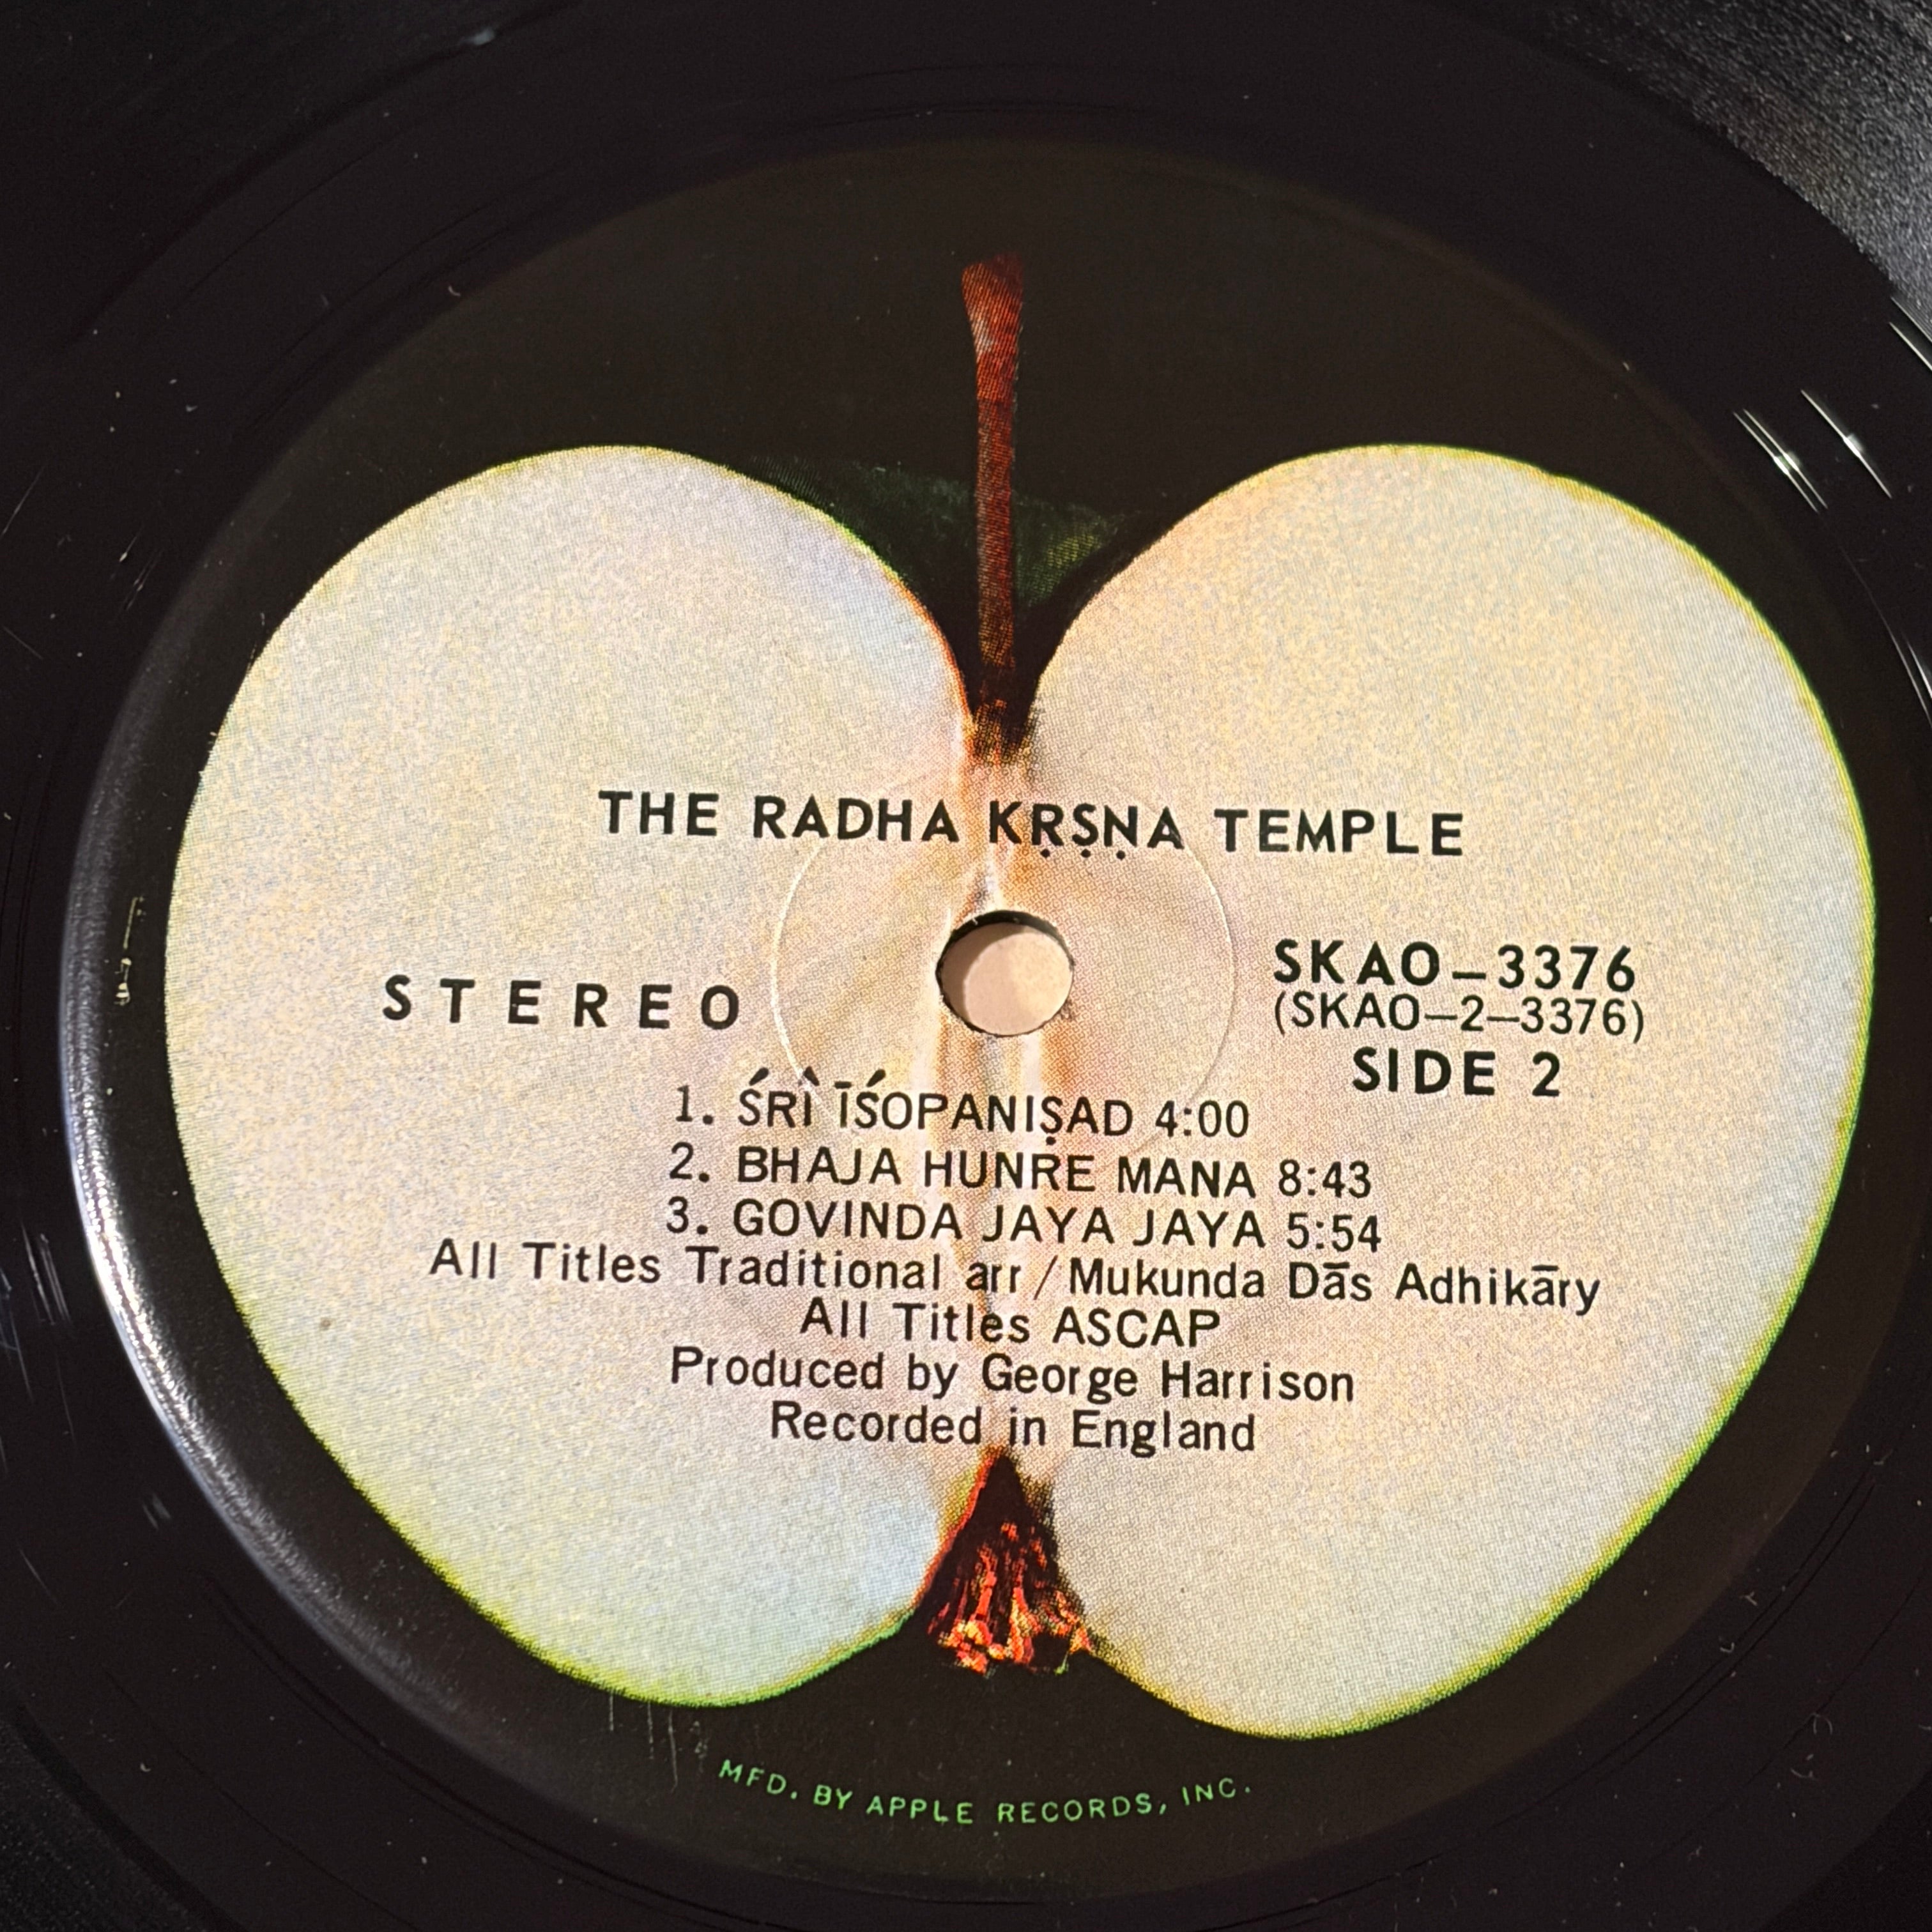 THE RADHA KṚṢṆA TEMPLE
STEREO
SKAO–3376
(SKAO–2–3376)
SIDE 2
1. ŚRÌ ĪŚOPANIṢAD 4:00
2. BHAJA HUNRE MANA 8:43
3. GOVINDA JAYA JAYA 5:54
All Titles Traditional arr/Mukunda Dās Adhikāry
All Titles ASCAP
Produced by George Harrison
Recorded in England
MFD. BY APPLE RECORDS, INC.